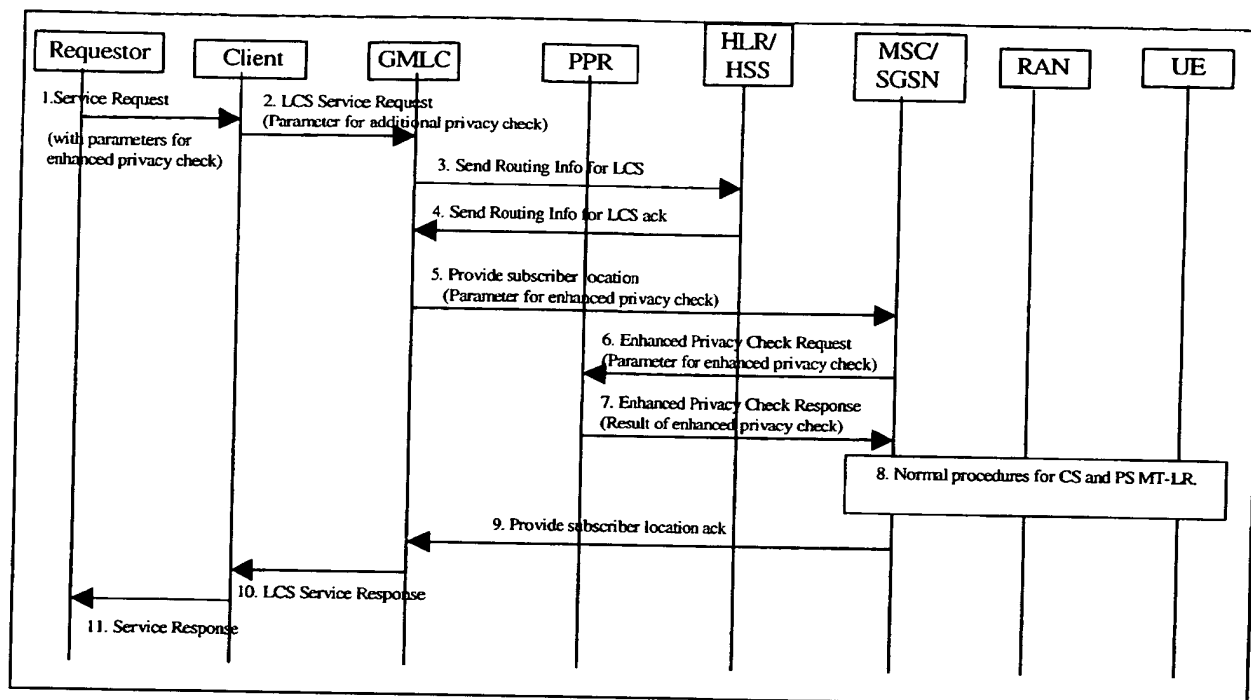 Requestor
Client
GMLC
PPR
HLR/
HSS
MSC/
SGSN
RAN
UE
1.Service Request
(with parameters for
enhanced privacy check)
2. LCS Service Request
(Parameter for additional privacy check)
3. Send Routing Info for LCS
4. Send Routing Info for LCS ack
5. Provide subscriber location
(Parameter for enhanced privacy check)
6. Enhanced Privacy Check Request
(Parameter for enhanced privacy check)
7. Enhanced Privacy Check Response
(Result of enhanced privacy check)
8. Normal procedures for CS and PS MT-LR.
9. Provide subscriber location ack
10. LCS Service Response
11. Service Response